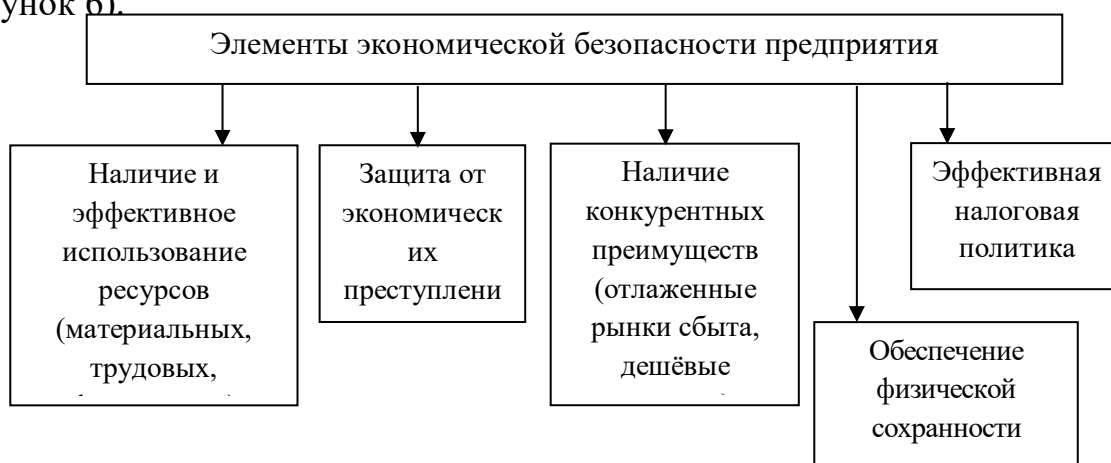 унок 6).
Элементы экономической безопасности предприятия
Наличие и
эффективное
использование
ресурсов
(материальных,
трудовых,
Защита от
экономическ
их
преступлени
Наличие
конкурентных
преимуществ
(отлаженные
рынки сбыта,
дешёвые
Эффективная
налоговая
политика
Обеспечение
физической
сохранности